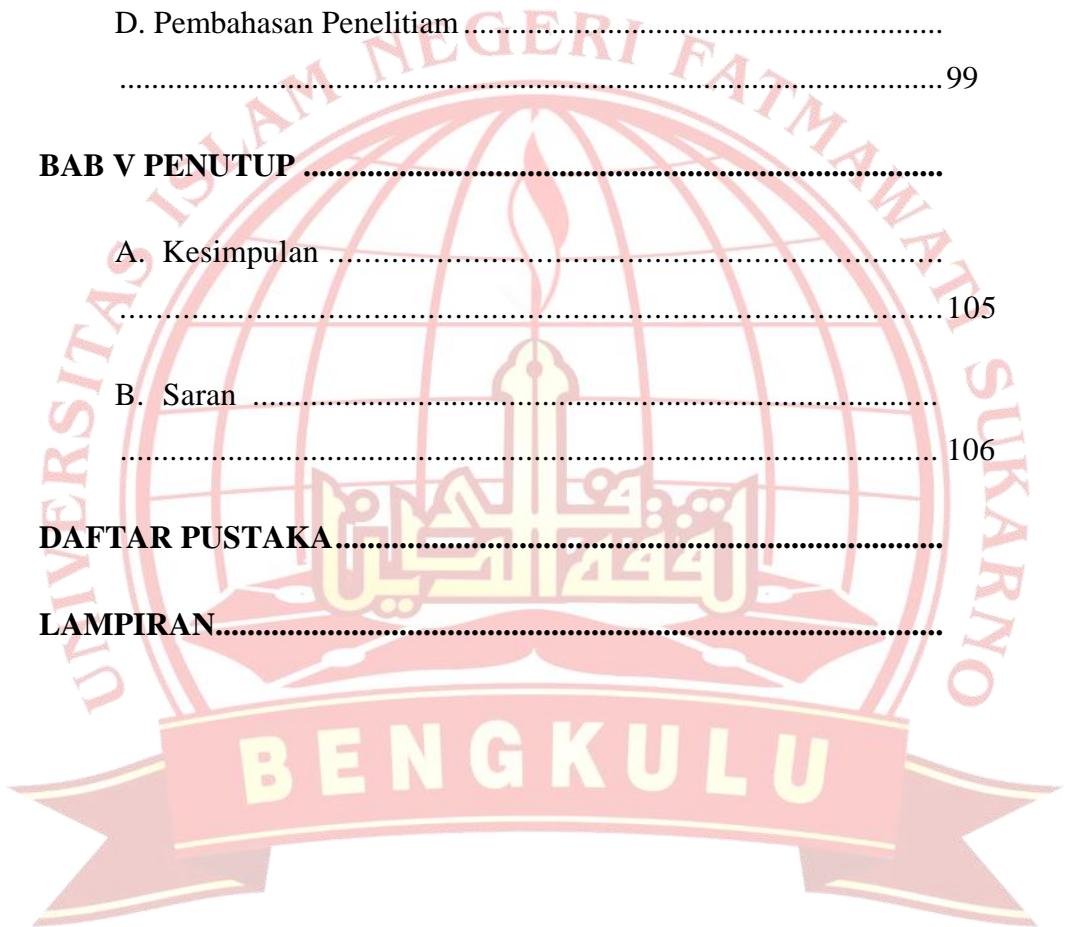 D. Pembahasan Penelitiam ............................................................
........................................................................................................ 99
BAB V PENUTUP ....................................................................................
A. Kesimpulan ..............................................................................
........................................................................................................ 105
B. Saran ......................................................................................
........................................................................................................ 106
DAFTAR PUSTAKA ..............................................................................
LAMPIRAN ............................................................................................
UNIVERSITAS ISLAM NEGERI FATMAWATI SUKARNO
BENGKULU